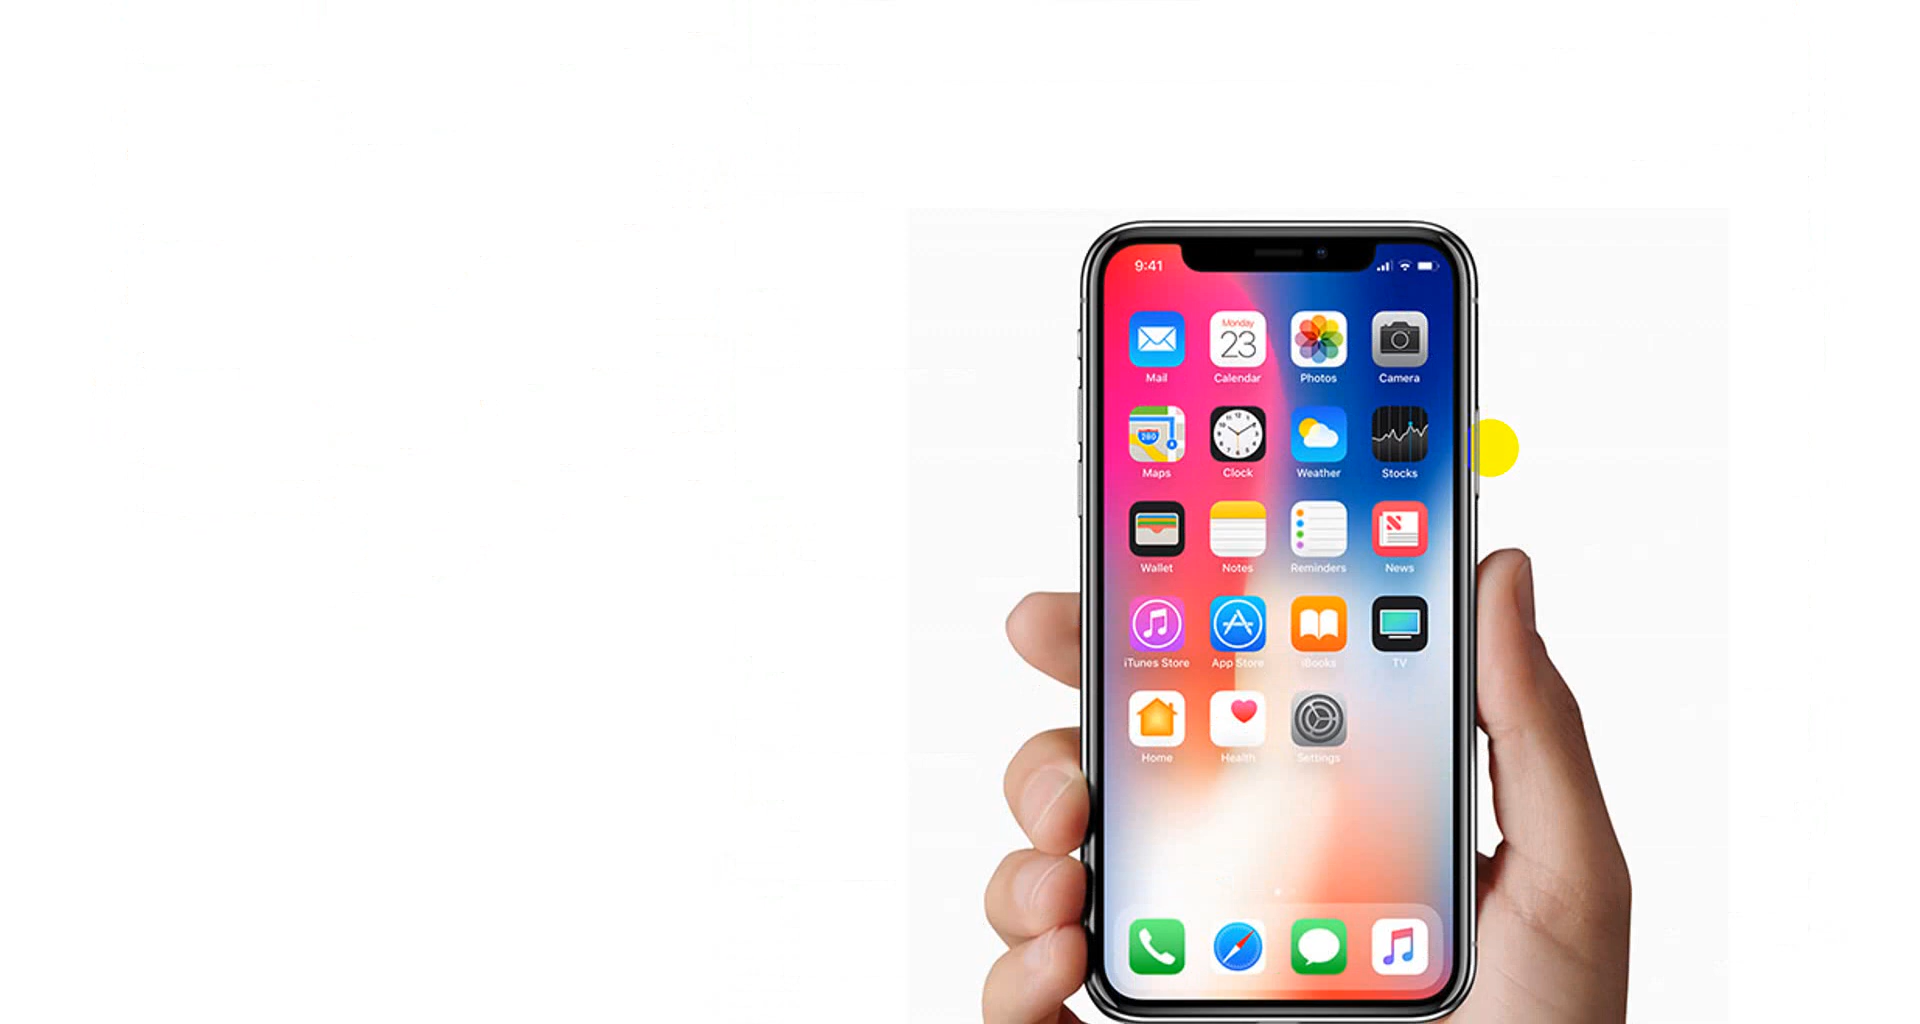 9:41
Monday
23
Mail
Calendar
Photos
Camera
280
Maps
Clock
Weather
Stocks
Wallet
Notes
Reminders
News
iTunes Store
App Store
iBooks
TV
Home
Health
Settings